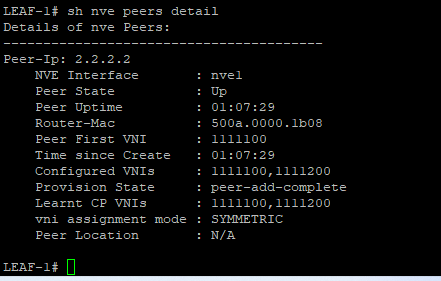 LEAF-1# sh nve peers detail
Details of nve Peers:
----------------------------------------
Peer-Ip: 2.2.2.2
    NVE Interface       : nve1
    Peer State          : Up
    Peer Uptime         : 01:07:29
    Router-Mac          : 500a.0000.1b08
    Peer First VNI      : 1111100
    Time since Create   : 01:07:29
    Configured VNIs     : 1111100,1111200
    Provision State     : peer-add-complete
    Learnt CP VNIs      : 1111100,1111200
    vni assignment mode : SYMMETRIC
    Peer Location       : N/A
LEAF-1#